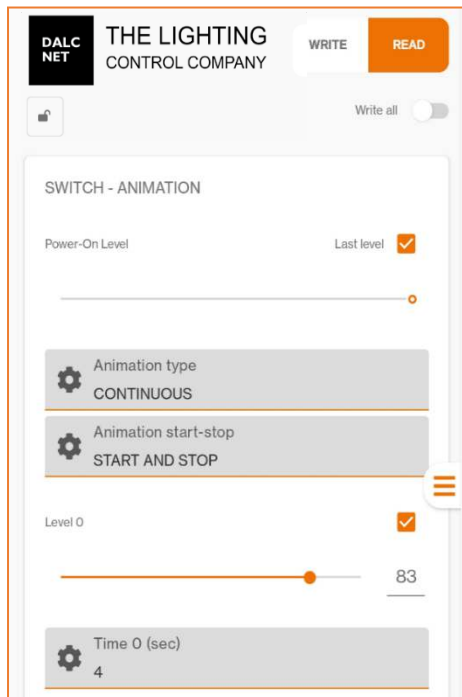 DALC
NET
THE LIGHTING
CONTROL COMPANY
WRITE
READ
Write all
SWITCH - ANIMATION
Power-On Level
Last level
Animation type
CONTINUOUS
Animation start-stop
START AND STOP
Level 0
83
Time 0 (sec)
4